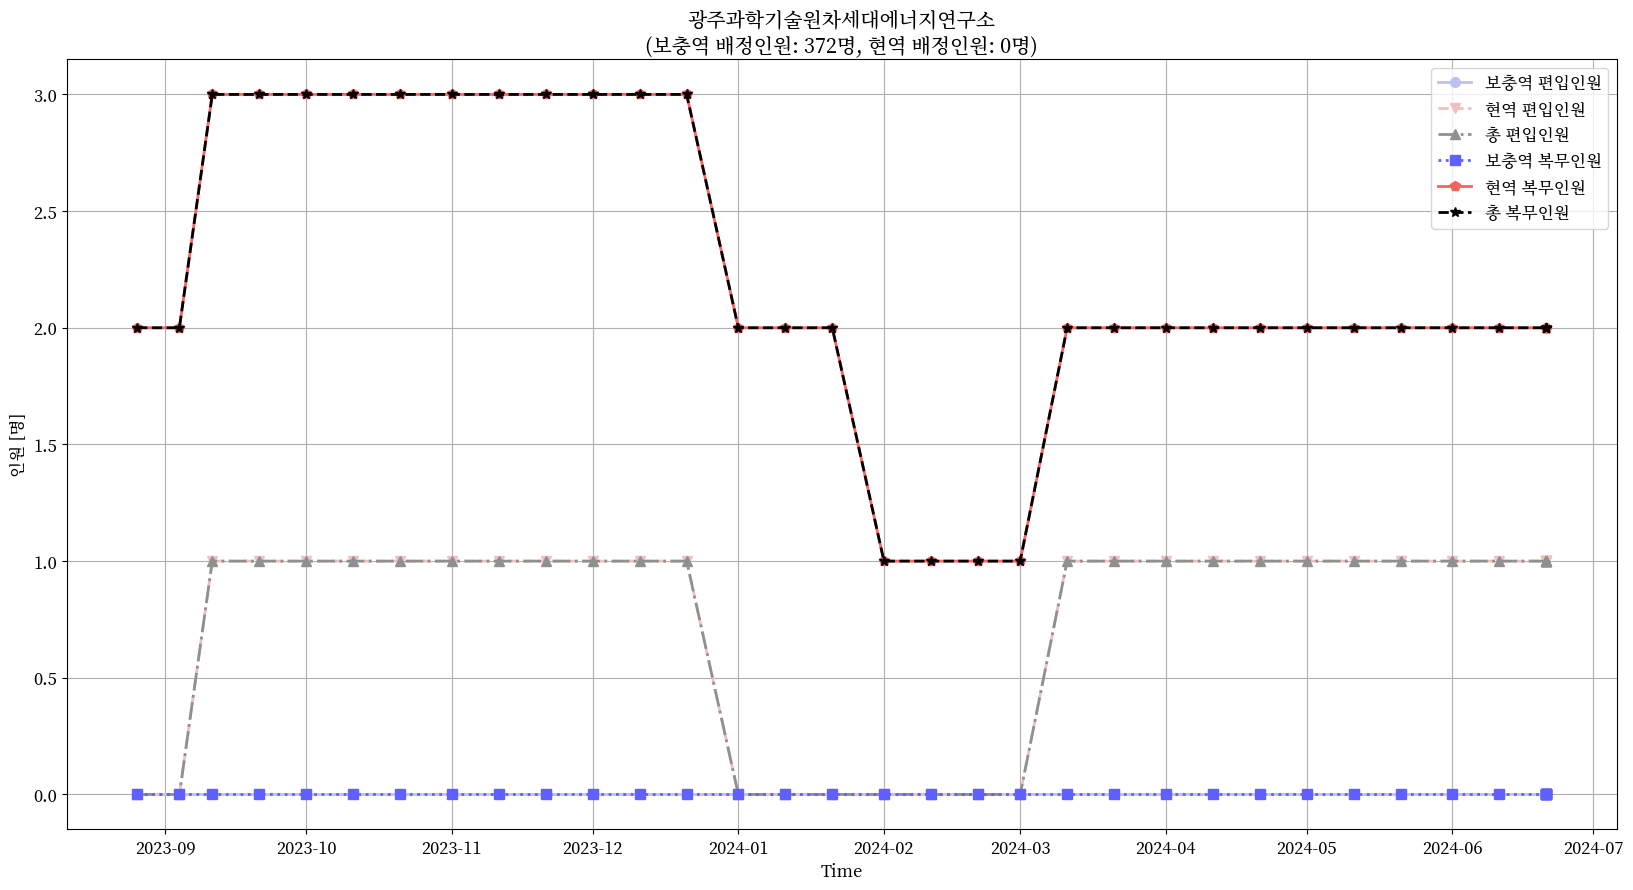 광주과학기술원차세대에너지연구소
(보충역 배정인원: 372명, 현역 배정인원: 0명)
보충역 편입인원
현역 편입인원
총 편입인원
보충역 복무인원
현역 복무인원
총 복무인원
3.0
2.5
2.0
1.5
1.0
0.5
0.0
인원 [명]
2023-09
2023-10
2023-11
2023-12
2024-01
2024-02
2024-03
2024-04
2024-05
2024-06
2024-07
Time